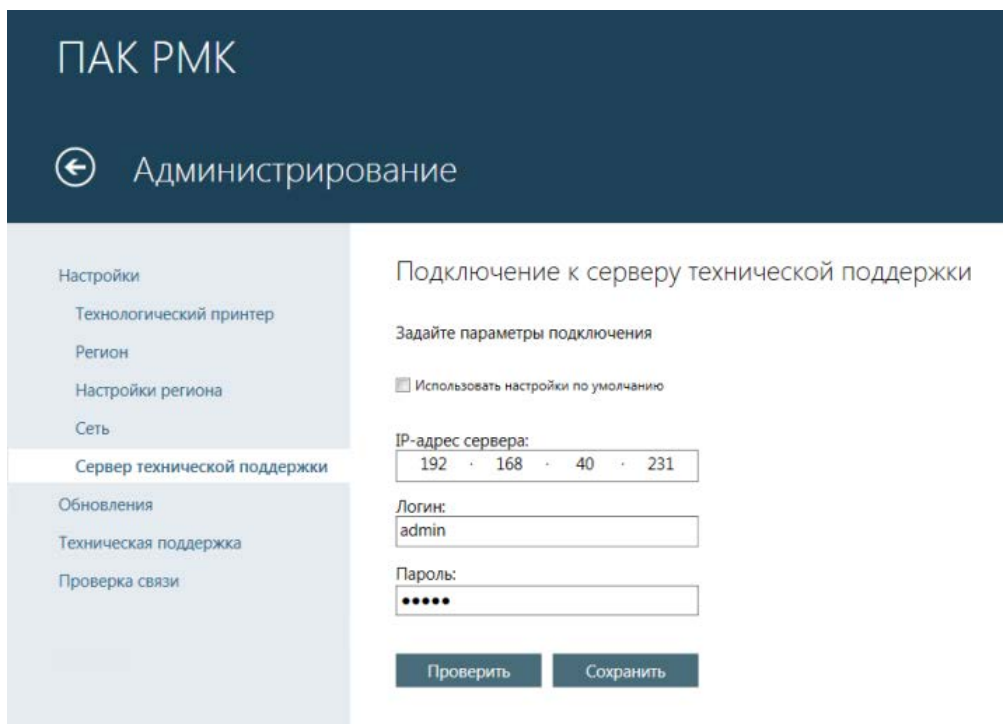 ПАК РМК
Администрирование
Настройки
Технологический принтер
Регион
Настройки региона
Сеть
Сервер технической поддержки
Обновления
Техническая поддержка
Проверка связи
Подключение к серверу технической поддержки
Задайте параметры подключения
Использовать настройки по умолчанию
IP-адрес сервера:
192 . 168 . 40 . 231
Логин:
admin
Пароль:
•••••
Проверить Сохранить